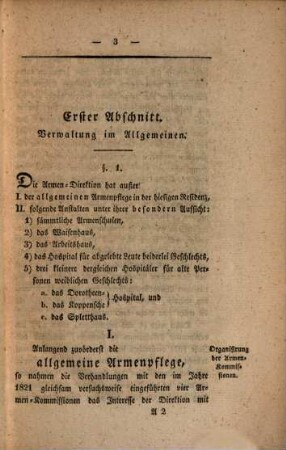 — 3 —
Erster Abschnitt.
Verwaltung im Allgemeinen.
§. 1.
Die Armen-Direktion hat außer
I. der allgemeinen Armenpflege in der hiesigen Residenz,
II. folgende Anstalten unter ihrer besondern Aufsicht:
1) sämmtliche Armenschulen,
2) das Waisenhaus,
3) das Arbeitshaus,
4) das Hospital für abgelebte Leute beiderlei Geschlechts,
5) drei kleinere dergleichen Hospitäler für alte Per-
sonen weiblichen Geschlechts:
a. das Dorotheen-
b. das Koppensche
} Hospital, und
c. das Spletthaus.
I.
Anlangend zuvörderst die
allgemeine Armenpflege,
so nahmen die Verhandlungen mit den im Jahre
1821 gleichsam versuchsweise eingeführten vier Ar-
men-Kommissionen das Interesse der Direktion mit
Organisirung
der Armen-
Kommis-
sionen.
A 2